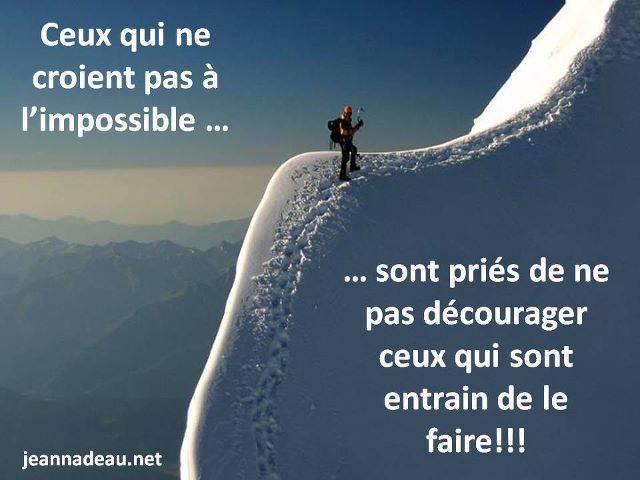 Ceux qui ne
croient pas à
l'impossible ...
... sont priés de ne
pas décourager
ceux qui sont
entrain de le
faire!!!
jeannadeau.net